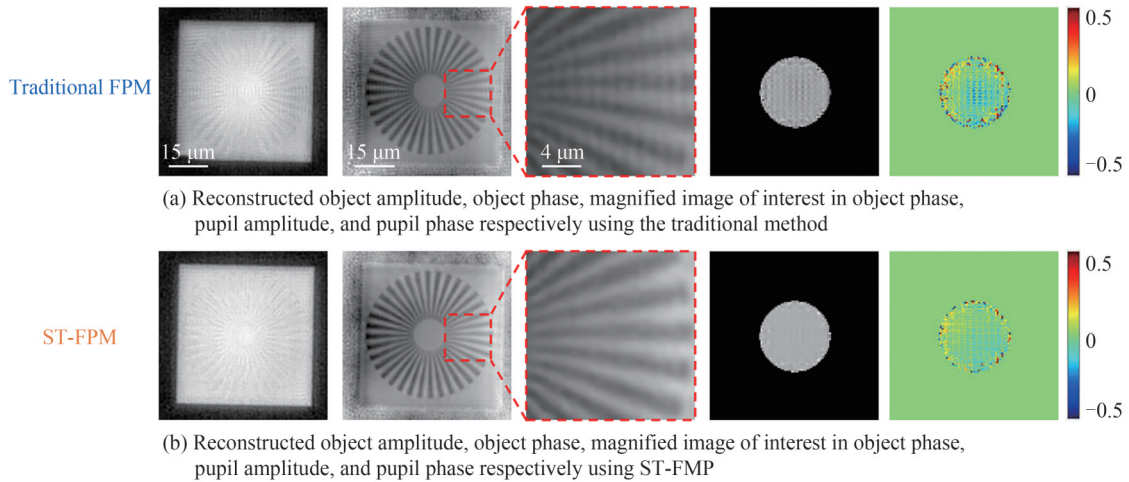 Traditional FPM
15 μm
15 μm
4 μm
0.5
0
−0.5
(a) Reconstructed object amplitude, object phase, magnified image of interest in object phase,
pupil amplitude, and pupil phase respectively using the traditional method
ST-FPM
0.5
0
−0.5
(b) Reconstructed object amplitude, object phase, magnified image of interest in object phase,
pupil amplitude, and pupil phase respectively using ST-FMP